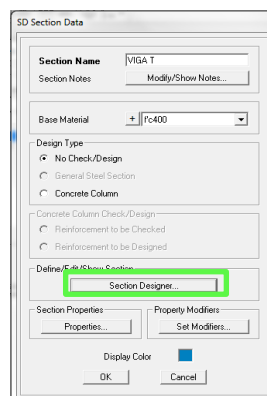 SD Section Data
Section Name VIGA T
Section Notes Modify/Show Notes...
Base Material + f'c400
Design Type
No Check/Design
General Steel Section
Concrete Column
Concrete Column Check/Design
Reinforcement to be Checked
Reinforcement to be Designed
Define/Edit/Show Section
Section Designer...
Section Properties Property Modifiers
Properties... Set Modifiers...
Display Color
OK Cancel